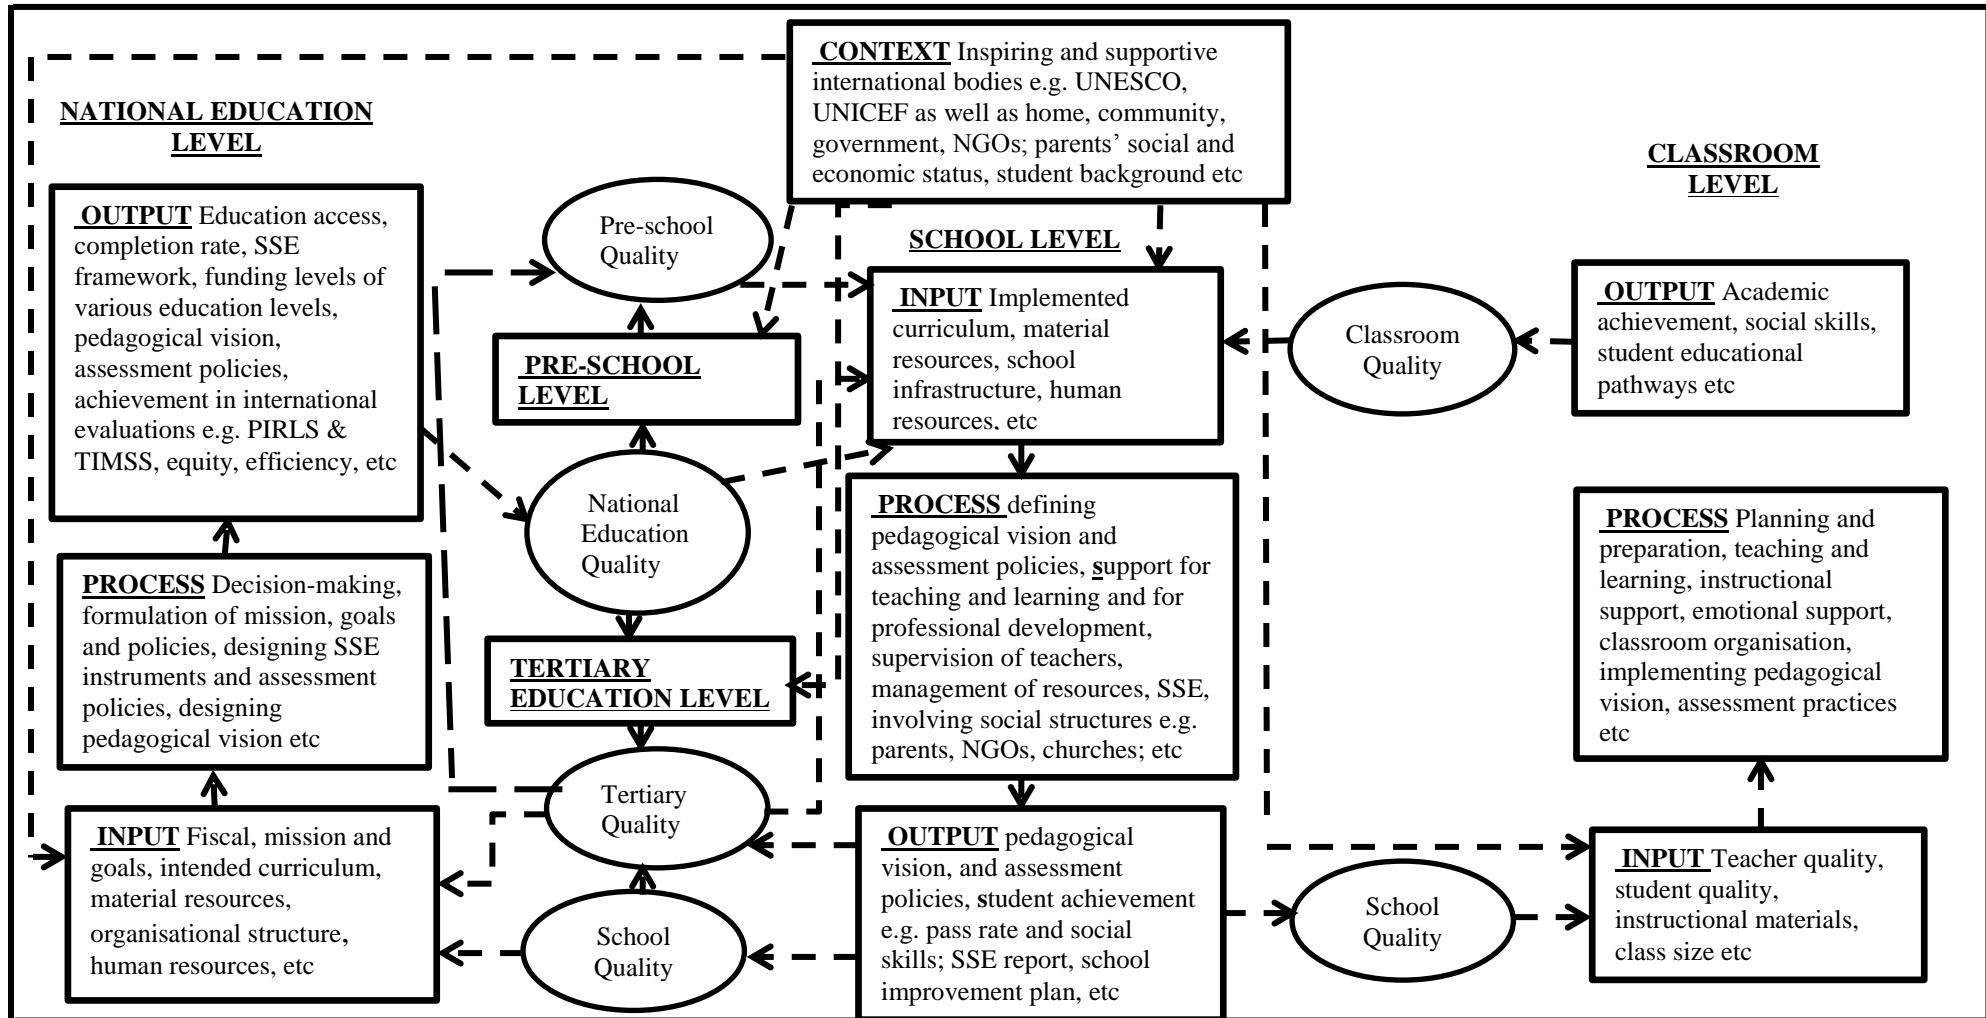 CONTEXT Inspiring and supportive
international bodies e.g. UNESCO,
UNICEF as well as home, community,
government, NGOs; parents’ social and
economic status, student background etc
NATIONAL EDUCATION
LEVEL
OUTPUT Education access,
completion rate, SSE
framework, funding levels of
various education levels,
pedagogical vision,
assessment policies,
achievement in international
evaluations e.g. PIRLS &
TIMSS, equity, efficiency, etc
PROCESS Decision-making,
formulation of mission, goals
and policies, designing SSE
instruments and assessment
policies, designing
pedagogical vision etc
INPUT Fiscal, mission and
goals, intended curriculum,
material resources,
organisational structure,
human resources, etc
Pre-school
Quality
PRE-SCHOOL
LEVEL
National
Education
Quality
TERTIARY
EDUCATION LEVEL
Tertiary
Quality
School
Quality
SCHOOL LEVEL
INPUT Implemented
curriculum, material
resources, school
infrastructure, human
resources, etc
PROCESS defining
pedagogical vision and
assessment policies, support for
teaching and learning and for
professional development,
supervision of teachers,
management of resources, SSE,
involving social structures e.g.
parents, NGOs, churches; etc
OUTPUT pedagogical
vision, and assessment
policies, student achievement
e.g. pass rate and social
skills; SSE report, school
improvement plan, etc
Classroom
Quality
School
Quality
CLASSROOM
LEVEL
OUTPUT Academic
achievement, social skills,
student educational
pathways etc
PROCESS Planning and
preparation, teaching and
learning, instructional
support, emotional support,
classroom organisation,
implementing pedagogical
vision, assessment practices
etc
INPUT Teacher quality,
student quality,
instructional materials,
class size etc